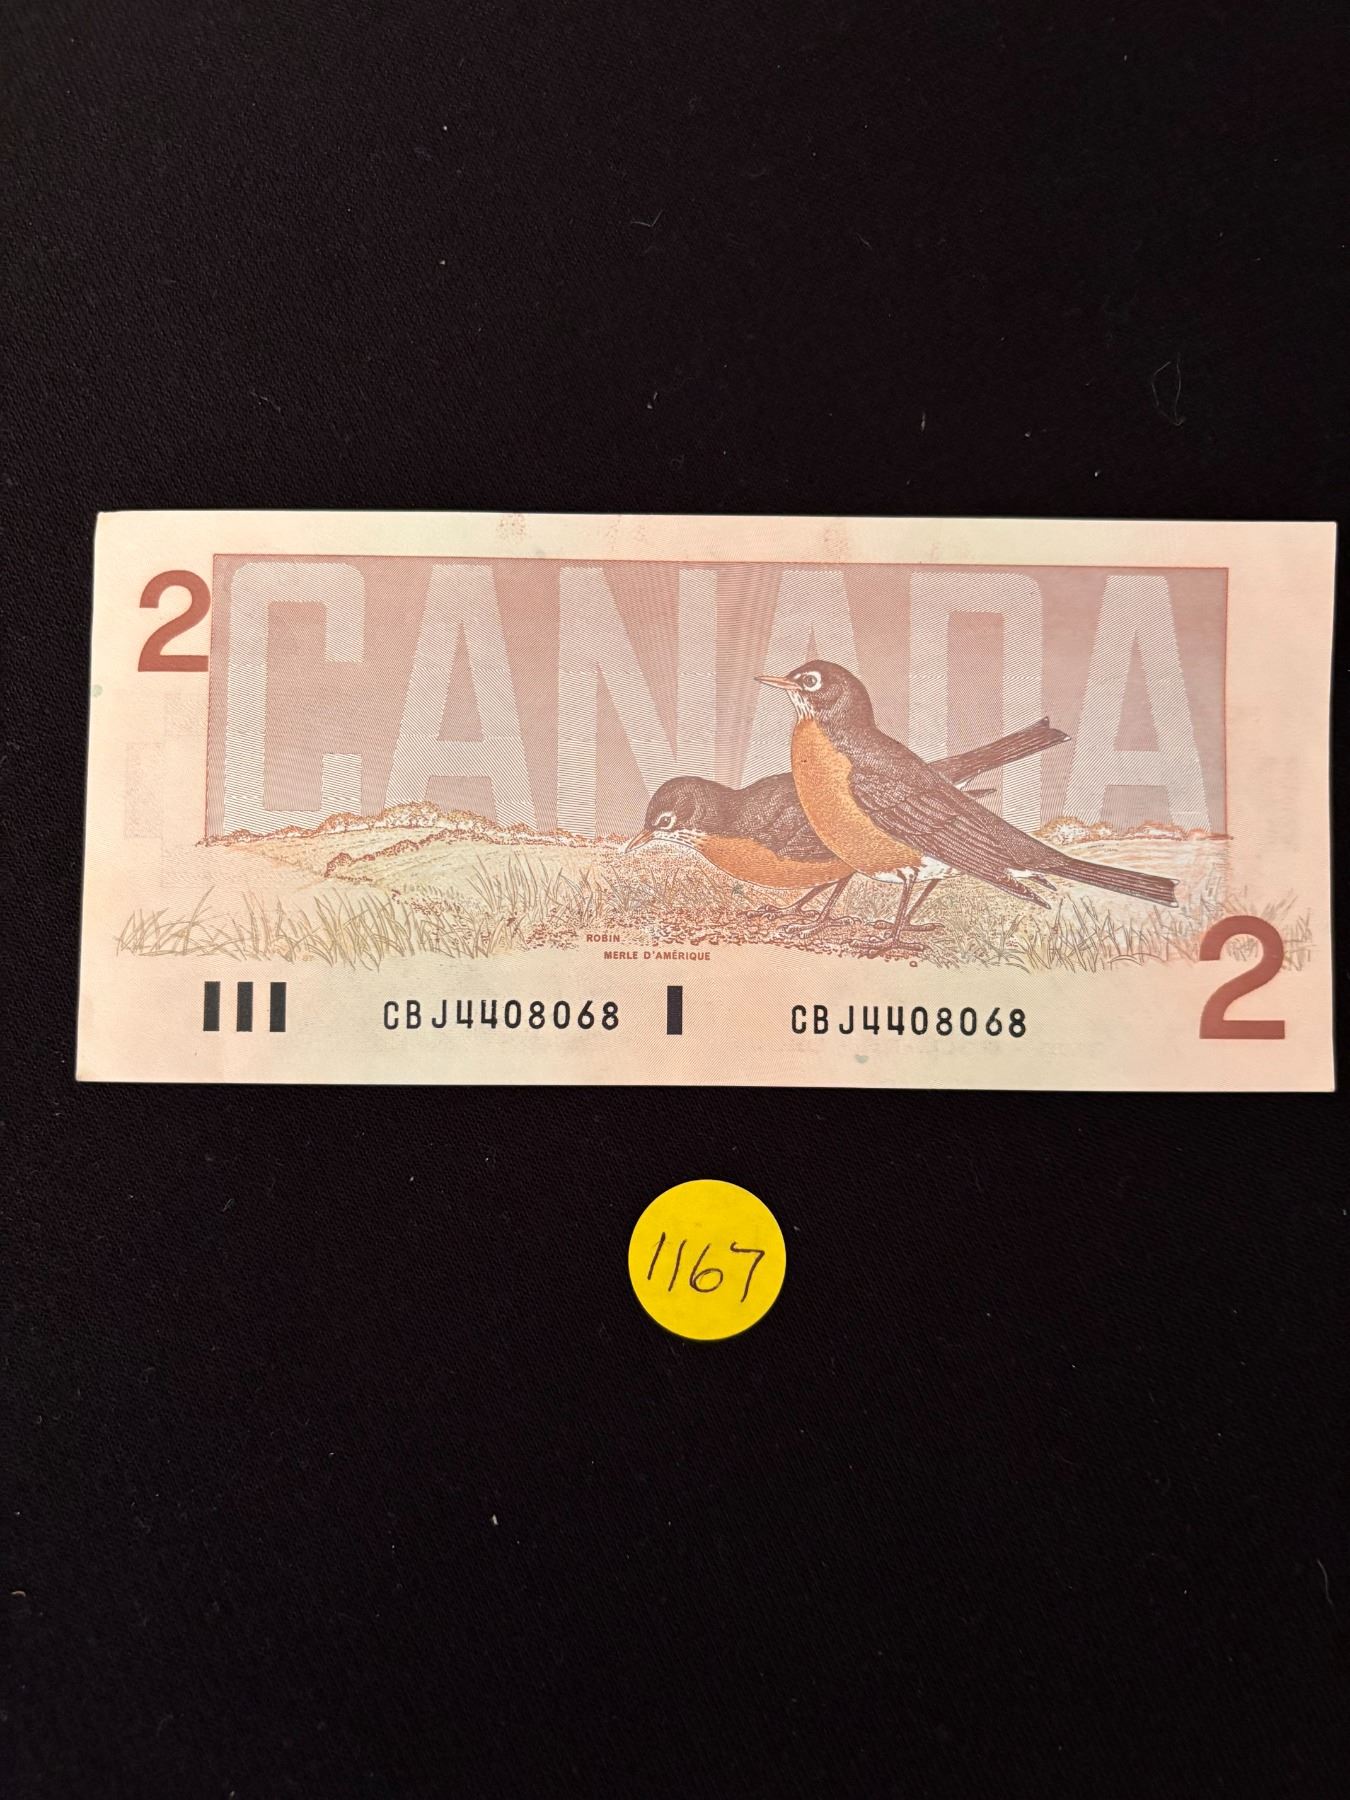 2
CANADA
ROBIN
MERLE D'AMÉRIQUE
CBJ4408068 CBJ4408068
2
1167